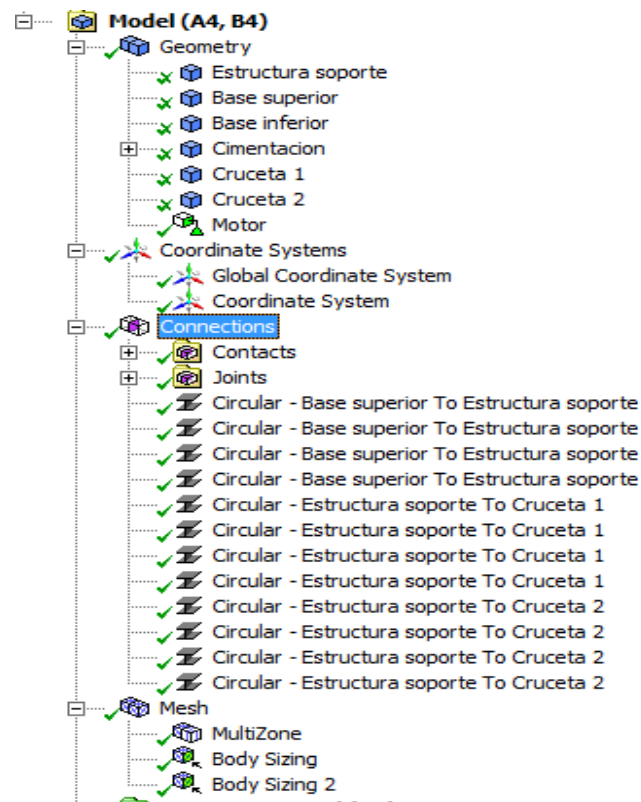 Model (A4, B4)
Geometry
Estructura soporte
Base superior
Base inferior
Cimentacion
Cruceta 1
Cruceta 2
Motor
Coordinate Systems
Global Coordinate System
Coordinate System
Connections
Contacts
Joints
Circular - Base superior To Estructura soporte
Circular - Base superior To Estructura soporte
Circular - Base superior To Estructura soporte
Circular - Base superior To Estructura soporte
Circular - Estructura soporte To Cruceta 1
Circular - Estructura soporte To Cruceta 1
Circular - Estructura soporte To Cruceta 1
Circular - Estructura soporte To Cruceta 1
Circular - Estructura soporte To Cruceta 2
Circular - Estructura soporte To Cruceta 2
Circular - Estructura soporte To Cruceta 2
Circular - Estructura soporte To Cruceta 2
Mesh
MultiZone
Body Sizing
Body Sizing 2